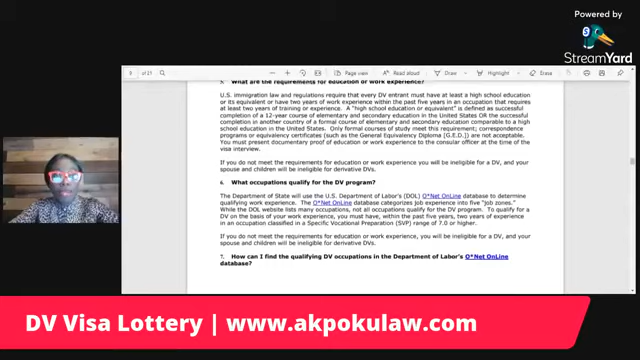 Powered by
StreamYard
9 of 21
Page view
Read aloud
Draw
Highlight
Erase
5. What are the requirements for education or work experience?
U.S. immigration law and regulations require that every DV entrant must have at least a high school education
or its equivalent or have two years of work experience within the past five years in an occupation that requires
at least two years of training or experience. A "high school education or equivalent" is defined as successful
completion of a 12-year course of elementary and secondary education in the United States OR the successful
completion in another country of a formal course of elementary and secondary education comparable to a high
school education in the United States. Only formal courses of study meet this requirement; correspondence
programs or equivalency certificates (such as the General Equivalency Diploma [G.E.D.]) are not acceptable.
You must present documentary proof of education or work experience to the consular officer at the time of the
visa interview.
If you do not meet the requirements for education or work experience you will be ineligible for a DV, and your
spouse and children will be ineligible for derivative DVs.
6. What occupations qualify for the DV program?
The Department of State will use the U.S. Department of Labor's (DOL) O*Net OnLine database to determine
qualifying work experience. The O*Net OnLine database categorizes job experience into five "job zones."
While the DOL website lists many occupations, not all occupations qualify for the DV program. To qualify for a
DV on the basis of your work experience, you must have, within the past five years, two years of experience
in an occupation classified in a Specific Vocational Preparation (SVP) range of 7.0 or higher.
If you do not meet the requirements for education or work experience, you will be ineligible for a DV, and your
spouse and children will be ineligible for derivative DVs.
7. How can I find the qualifying DV occupations in the Department of Labor's O*Net OnLine
database?
DV Visa Lottery | www.akpokulaw.com